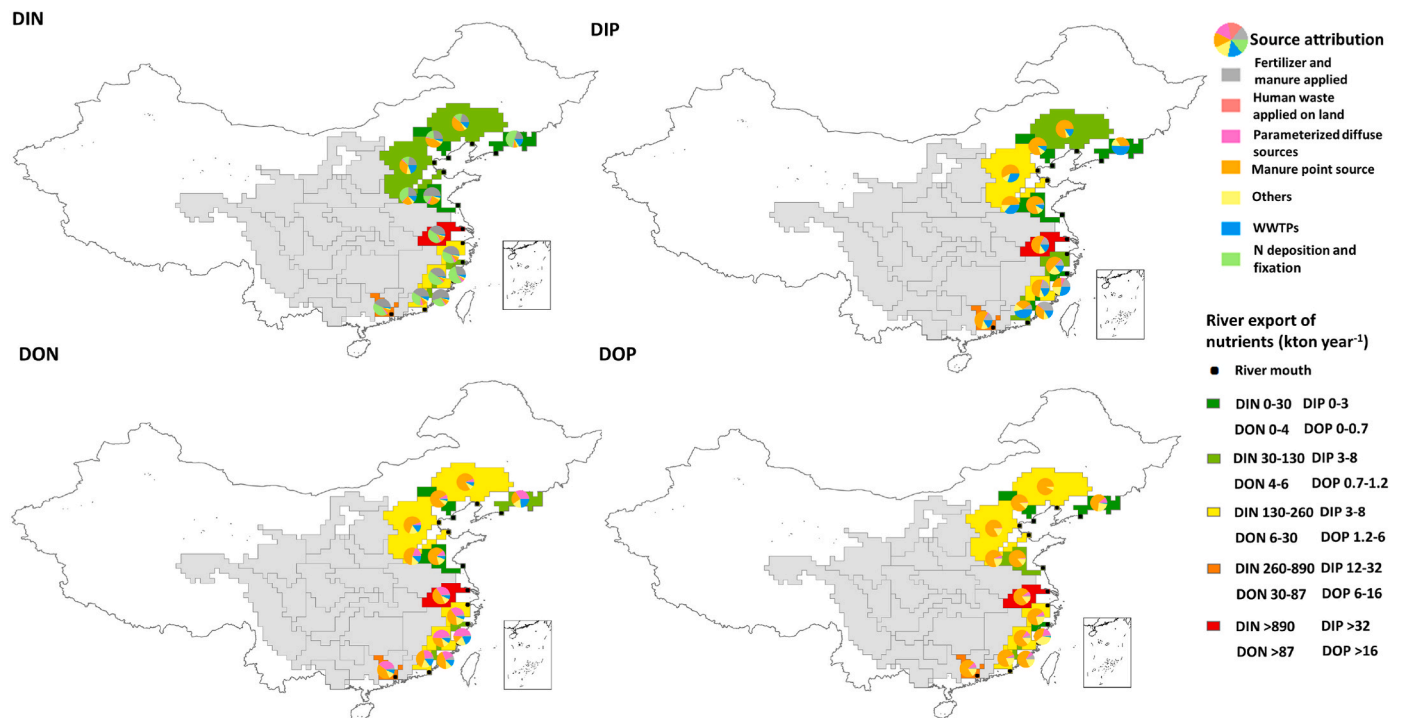 DIN
DIP
DON
DOP
Source attribution
Fertilizer and
manure applied
Human waste
applied on land
Parameterized diffuse
sources
Manure point source
Others
WWTPs
N deposition and
fixation
River export of
nutrients (kton year⁻¹)
River mouth
DIN 0-30 DIP 0-3
DON 0-4 DOP 0-0.7
DIN 30-130 DIP 3-8
DON 4-6 DOP 0.7-1.2
DIN 130-260 DIP 3-8
DON 6-30 DOP 1.2-6
DIN 260-890 DIP 12-32
DON 30-87 DOP 6-16
DIN >890 DIP >32
DON >87 DOP >16